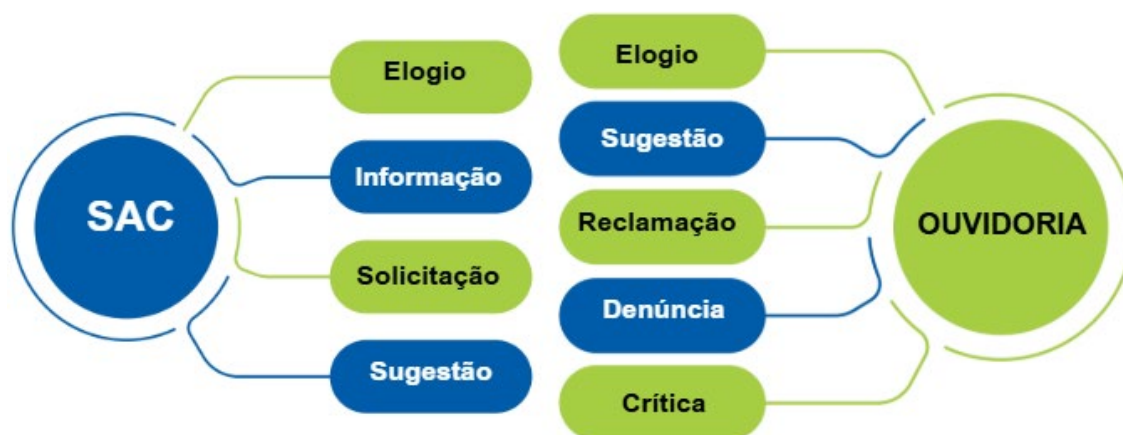 SAC
Elogio
Informação
Solicitação
Sugestão
Elogio
Sugestão
Reclamação
Denúncia
Crítica
OUVIDORIA